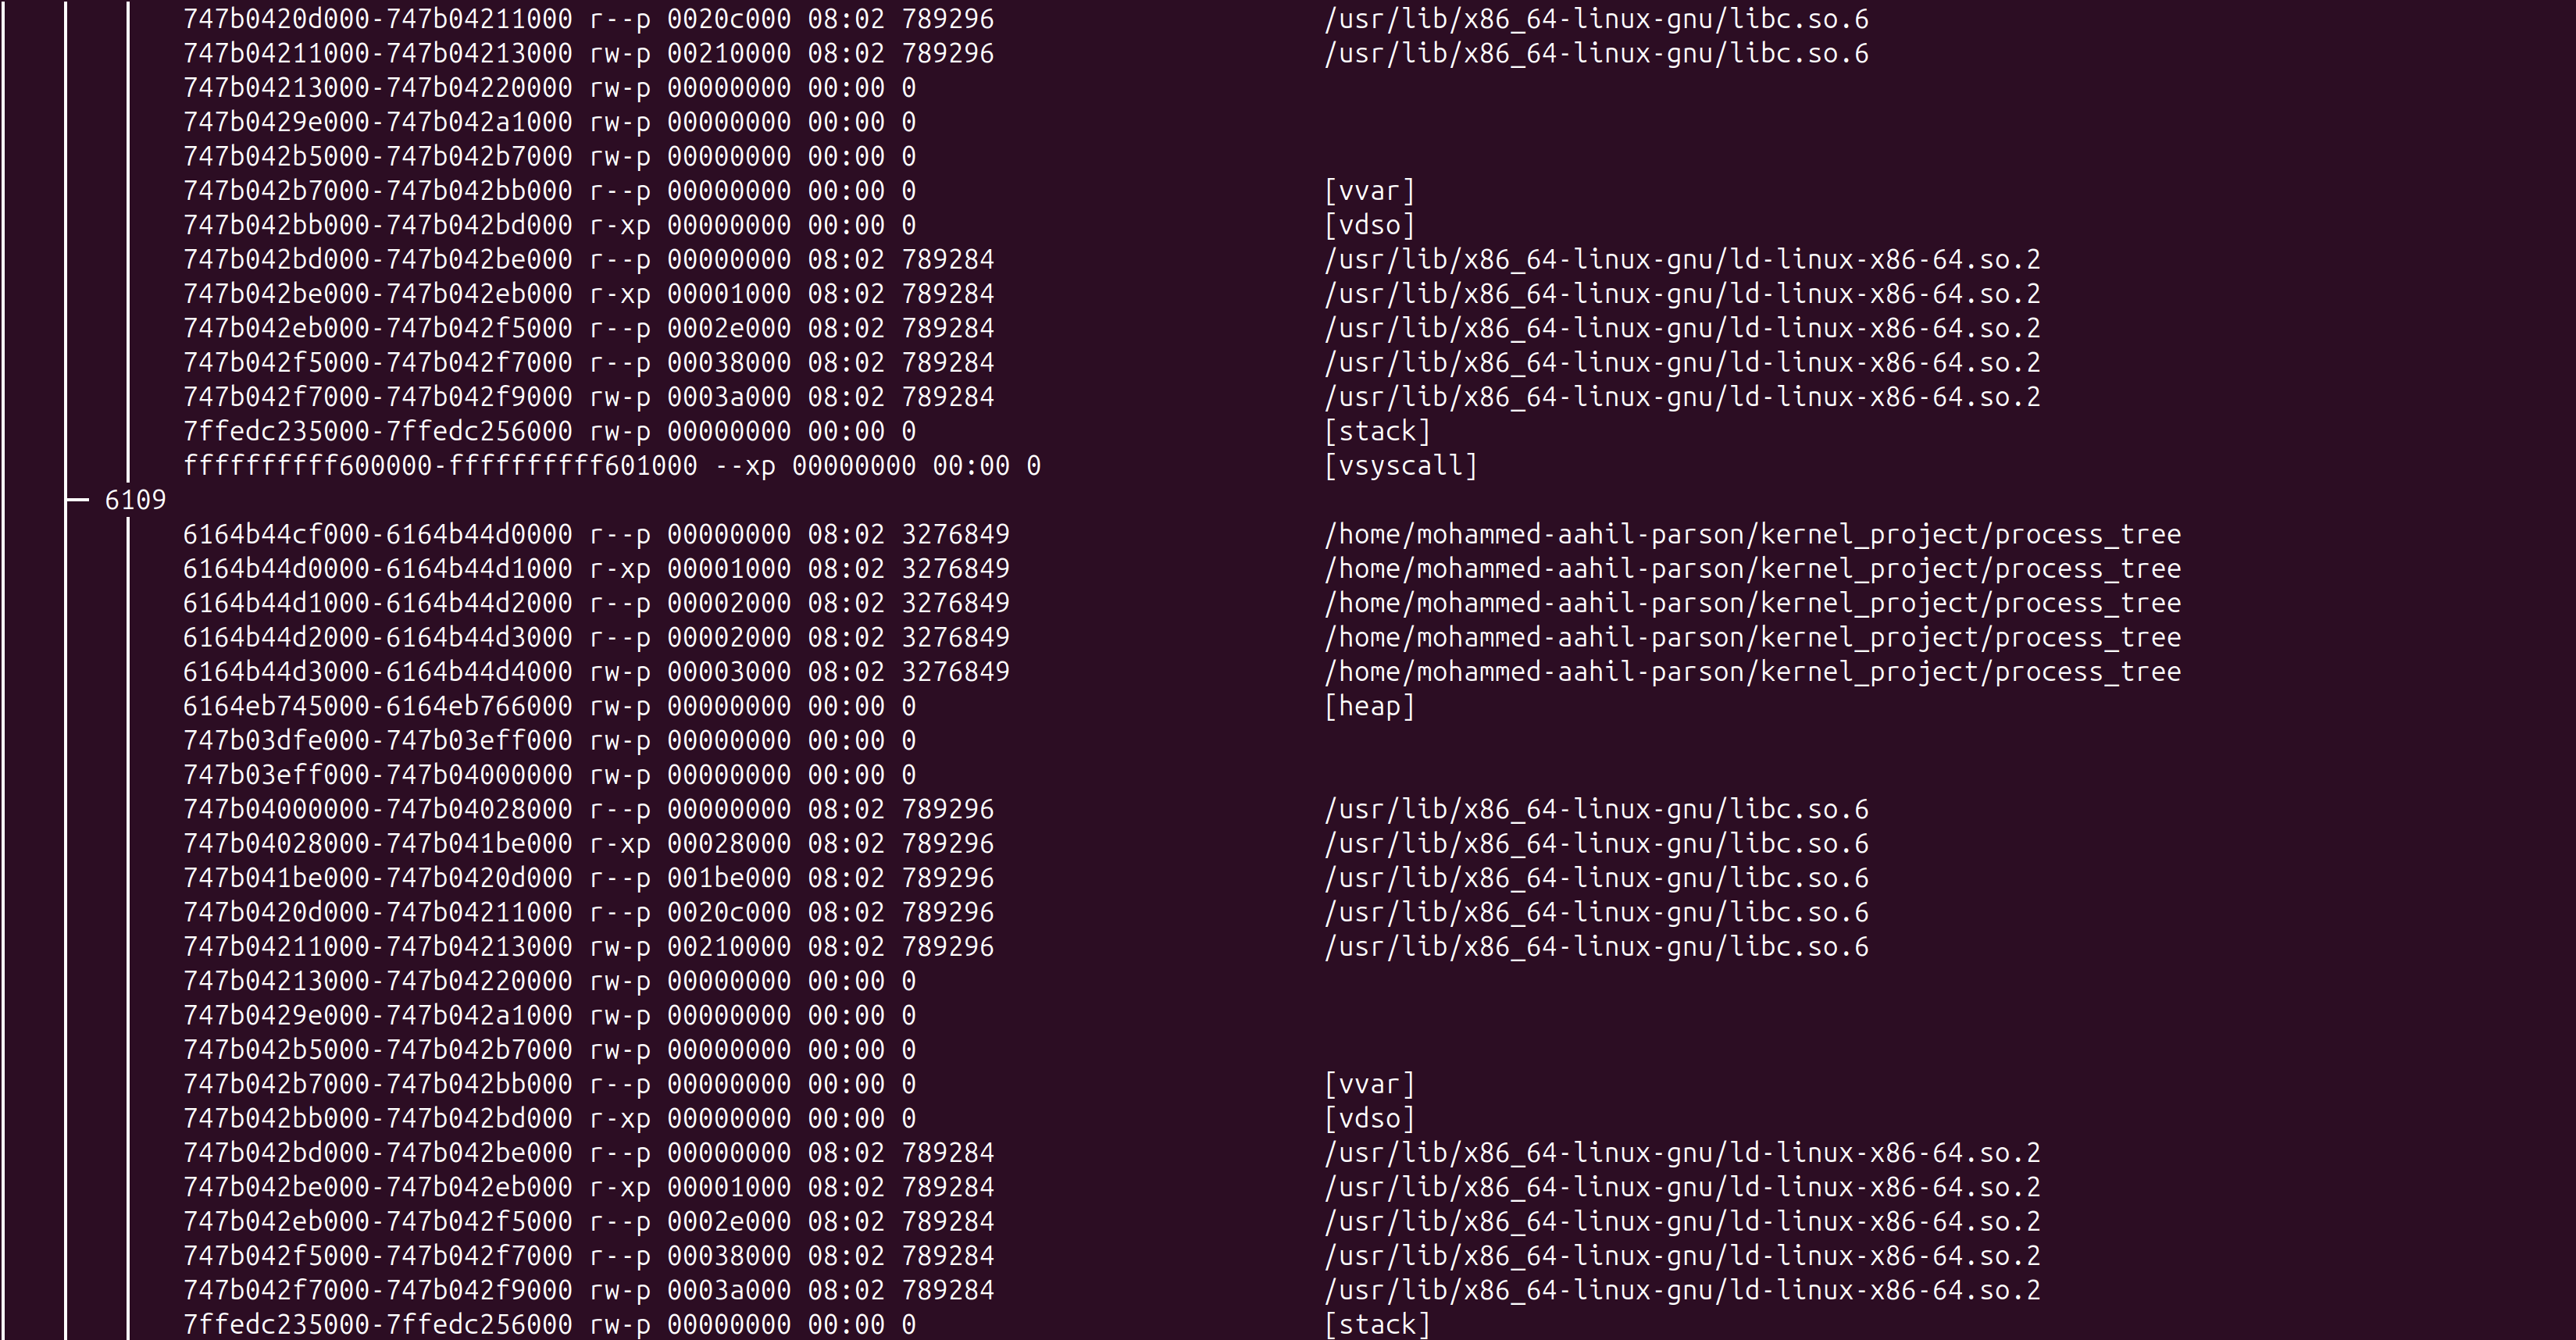 747b0420d000-747b04211000 r--p 0020c000 08:02 789296 /usr/lib/x86_64-linux-gnu/libc.so.6
747b04211000-747b04213000 rw-p 00210000 08:02 789296 /usr/lib/x86_64-linux-gnu/libc.so.6
747b04213000-747b04220000 rw-p 00000000 00:00 0
747b0429e000-747b042a1000 rw-p 00000000 00:00 0
747b042b5000-747b042b7000 rw-p 00000000 00:00 0
747b042b7000-747b042bb000 r--p 00000000 00:00 0 [vvar]
747b042bb000-747b042bd000 r-xp 00000000 00:00 0 [vdso]
747b042bd000-747b042be000 r--p 00000000 08:02 789284 /usr/lib/x86_64-linux-gnu/ld-linux-x86-64.so.2
747b042be000-747b042eb000 r-xp 00001000 08:02 789284 /usr/lib/x86_64-linux-gnu/ld-linux-x86-64.so.2
747b042eb000-747b042f5000 r--p 0002e000 08:02 789284 /usr/lib/x86_64-linux-gnu/ld-linux-x86-64.so.2
747b042f5000-747b042f7000 r--p 00038000 08:02 789284 /usr/lib/x86_64-linux-gnu/ld-linux-x86-64.so.2
747b042f7000-747b042f9000 rw-p 0003a000 08:02 789284 /usr/lib/x86_64-linux-gnu/ld-linux-x86-64.so.2
7ffedc235000-7ffedc256000 rw-p 00000000 00:00 0 [stack]
ffffffffff600000-ffffffffff601000 --xp 00000000 00:00 0 [vsyscall]
6109
6164b44cf000-6164b44d0000 r--p 00000000 08:02 3276849 /home/mohammed-aahil-parson/kernel_project/process_tree
6164b44d0000-6164b44d1000 r-xp 00001000 08:02 3276849 /home/mohammed-aahil-parson/kernel_project/process_tree
6164b44d1000-6164b44d2000 r--p 00002000 08:02 3276849 /home/mohammed-aahil-parson/kernel_project/process_tree
6164b44d2000-6164b44d3000 r--p 00002000 08:02 3276849 /home/mohammed-aahil-parson/kernel_project/process_tree
6164b44d3000-6164b44d4000 rw-p 00003000 08:02 3276849 /home/mohammed-aahil-parson/kernel_project/process_tree
6164eb745000-6164eb766000 rw-p 00000000 00:00 0 [heap]
747b03dfe000-747b03eff000 rw-p 00000000 00:00 0
747b03eff000-747b04000000 rw-p 00000000 00:00 0
747b04000000-747b04028000 r--p 00000000 08:02 789296 /usr/lib/x86_64-linux-gnu/libc.so.6
747b04028000-747b041be000 r-xp 00028000 08:02 789296 /usr/lib/x86_64-linux-gnu/libc.so.6
747b041be000-747b0420d000 r--p 001be000 08:02 789296 /usr/lib/x86_64-linux-gnu/libc.so.6
747b0420d000-747b04211000 r--p 0020c000 08:02 789296 /usr/lib/x86_64-linux-gnu/libc.so.6
747b04211000-747b04213000 rw-p 00210000 08:02 789296 /usr/lib/x86_64-linux-gnu/libc.so.6
747b04213000-747b04220000 rw-p 00000000 00:00 0
747b0429e000-747b042a1000 rw-p 00000000 00:00 0
747b042b5000-747b042b7000 rw-p 00000000 00:00 0
747b042b7000-747b042bb000 r--p 00000000 00:00 0 [vvar]
747b042bb000-747b042bd000 r-xp 00000000 00:00 0 [vdso]
747b042bd000-747b042be000 r--p 00000000 08:02 789284 /usr/lib/x86_64-linux-gnu/ld-linux-x86-64.so.2
747b042be000-747b042eb000 r-xp 00001000 08:02 789284 /usr/lib/x86_64-linux-gnu/ld-linux-x86-64.so.2
747b042eb000-747b042f5000 r--p 0002e000 08:02 789284 /usr/lib/x86_64-linux-gnu/ld-linux-x86-64.so.2
747b042f5000-747b042f7000 r--p 00038000 08:02 789284 /usr/lib/x86_64-linux-gnu/ld-linux-x86-64.so.2
747b042f7000-747b042f9000 rw-p 0003a000 08:02 789284 /usr/lib/x86_64-linux-gnu/ld-linux-x86-64.so.2
7ffedc235000-7ffedc256000 rw-p 00000000 00:00 0 [stack]